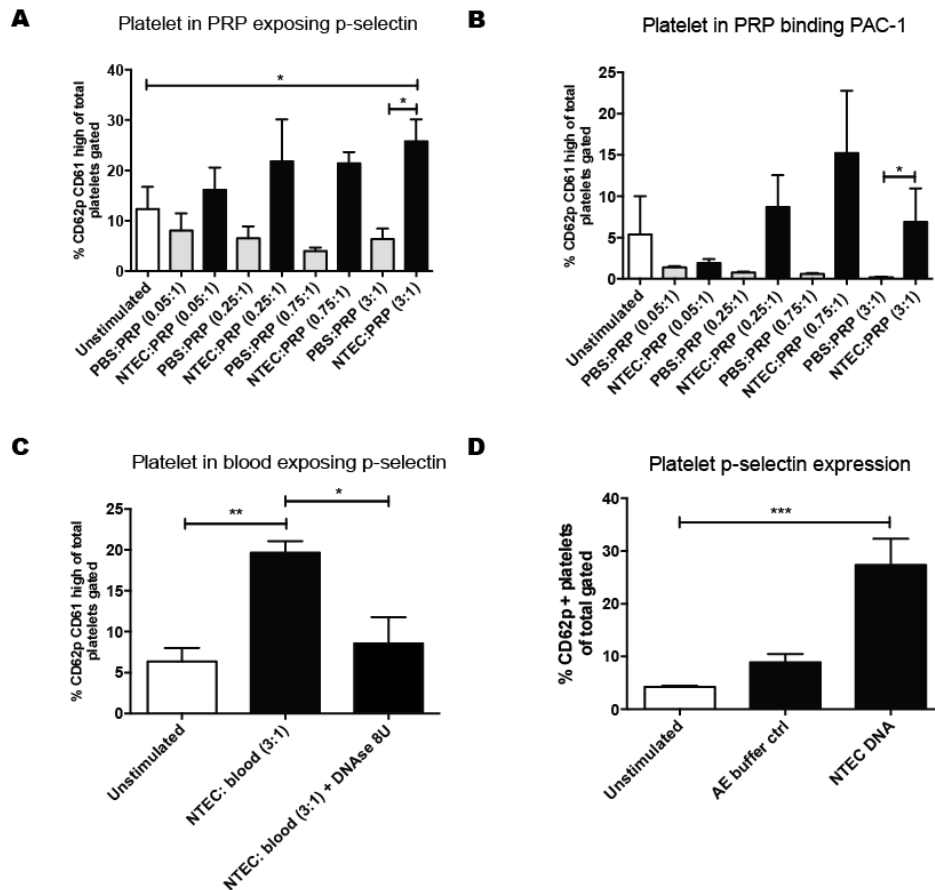 A
Platelet in PRP exposing p-selectin
% CD62p CD61 high of total
platelets gated
40
30
20
10
0
*
*
Unstimulated
PBS:PRP (0.05:1)
NTEC:PRP (0.05:1)
PBS:PRP (0.25:1)
NTEC:PRP (0.25:1)
PBS:PRP (0.75:1)
NTEC:PRP (0.75:1)
PBS:PRP (3:1)
NTEC:PRP (3:1)
B
Platelet in PRP binding PAC-1
% CD62p CD61 high of total
platelets gated
25
20
15
10
5
0
*
Unstimulated
PBS:PRP (0.05:1)
NTEC:PRP (0.05:1)
PBS:PRP (0.25:1)
NTEC:PRP (0.25:1)
PBS:PRP (0.75:1)
NTEC:PRP (0.75:1)
PBS:PRP (3:1)
NTEC:PRP (3:1)
C
Platelet in blood exposing p-selectin
% CD62p CD61 high of total
platelets gated
25
20
15
10
5
0
**
*
Unstimulated
NTEC: blood (3:1)
NTEC: blood (3:1) + DNAse 8U
D
Platelet p-selectin expression
% CD62p + platelets
of total gated
40
30
20
10
0
***
Unstimulated
AE buffer ctrl
NTEC DNA